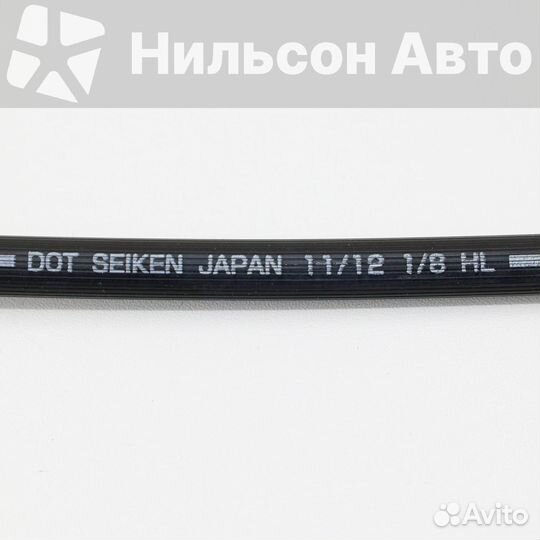 Нильсон Авто
DOT SEIKEN JAPAN 11/12 1/8 HL
Avito